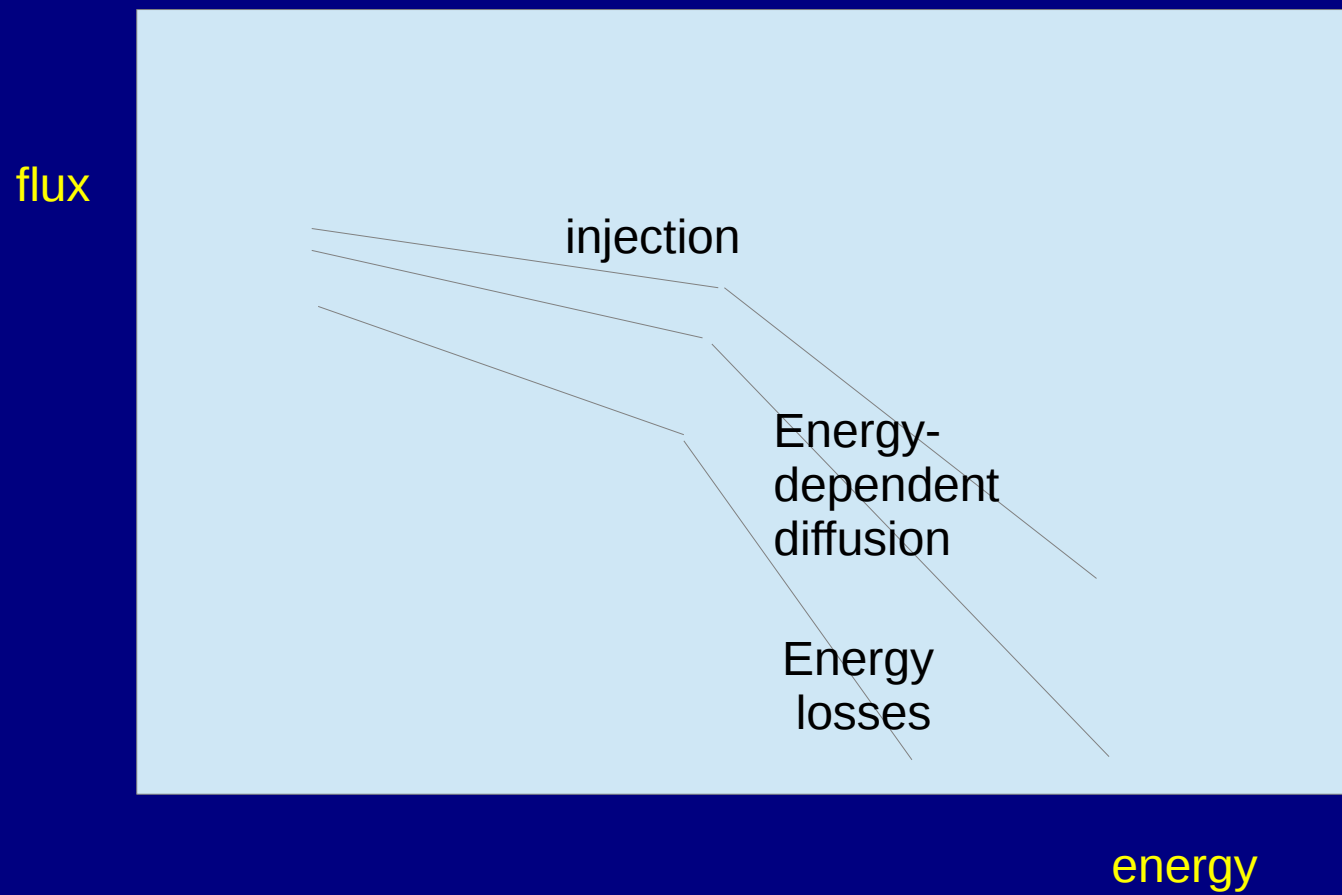 flux
injection
Energy-
dependent
diffusion
Energy
losses
energy